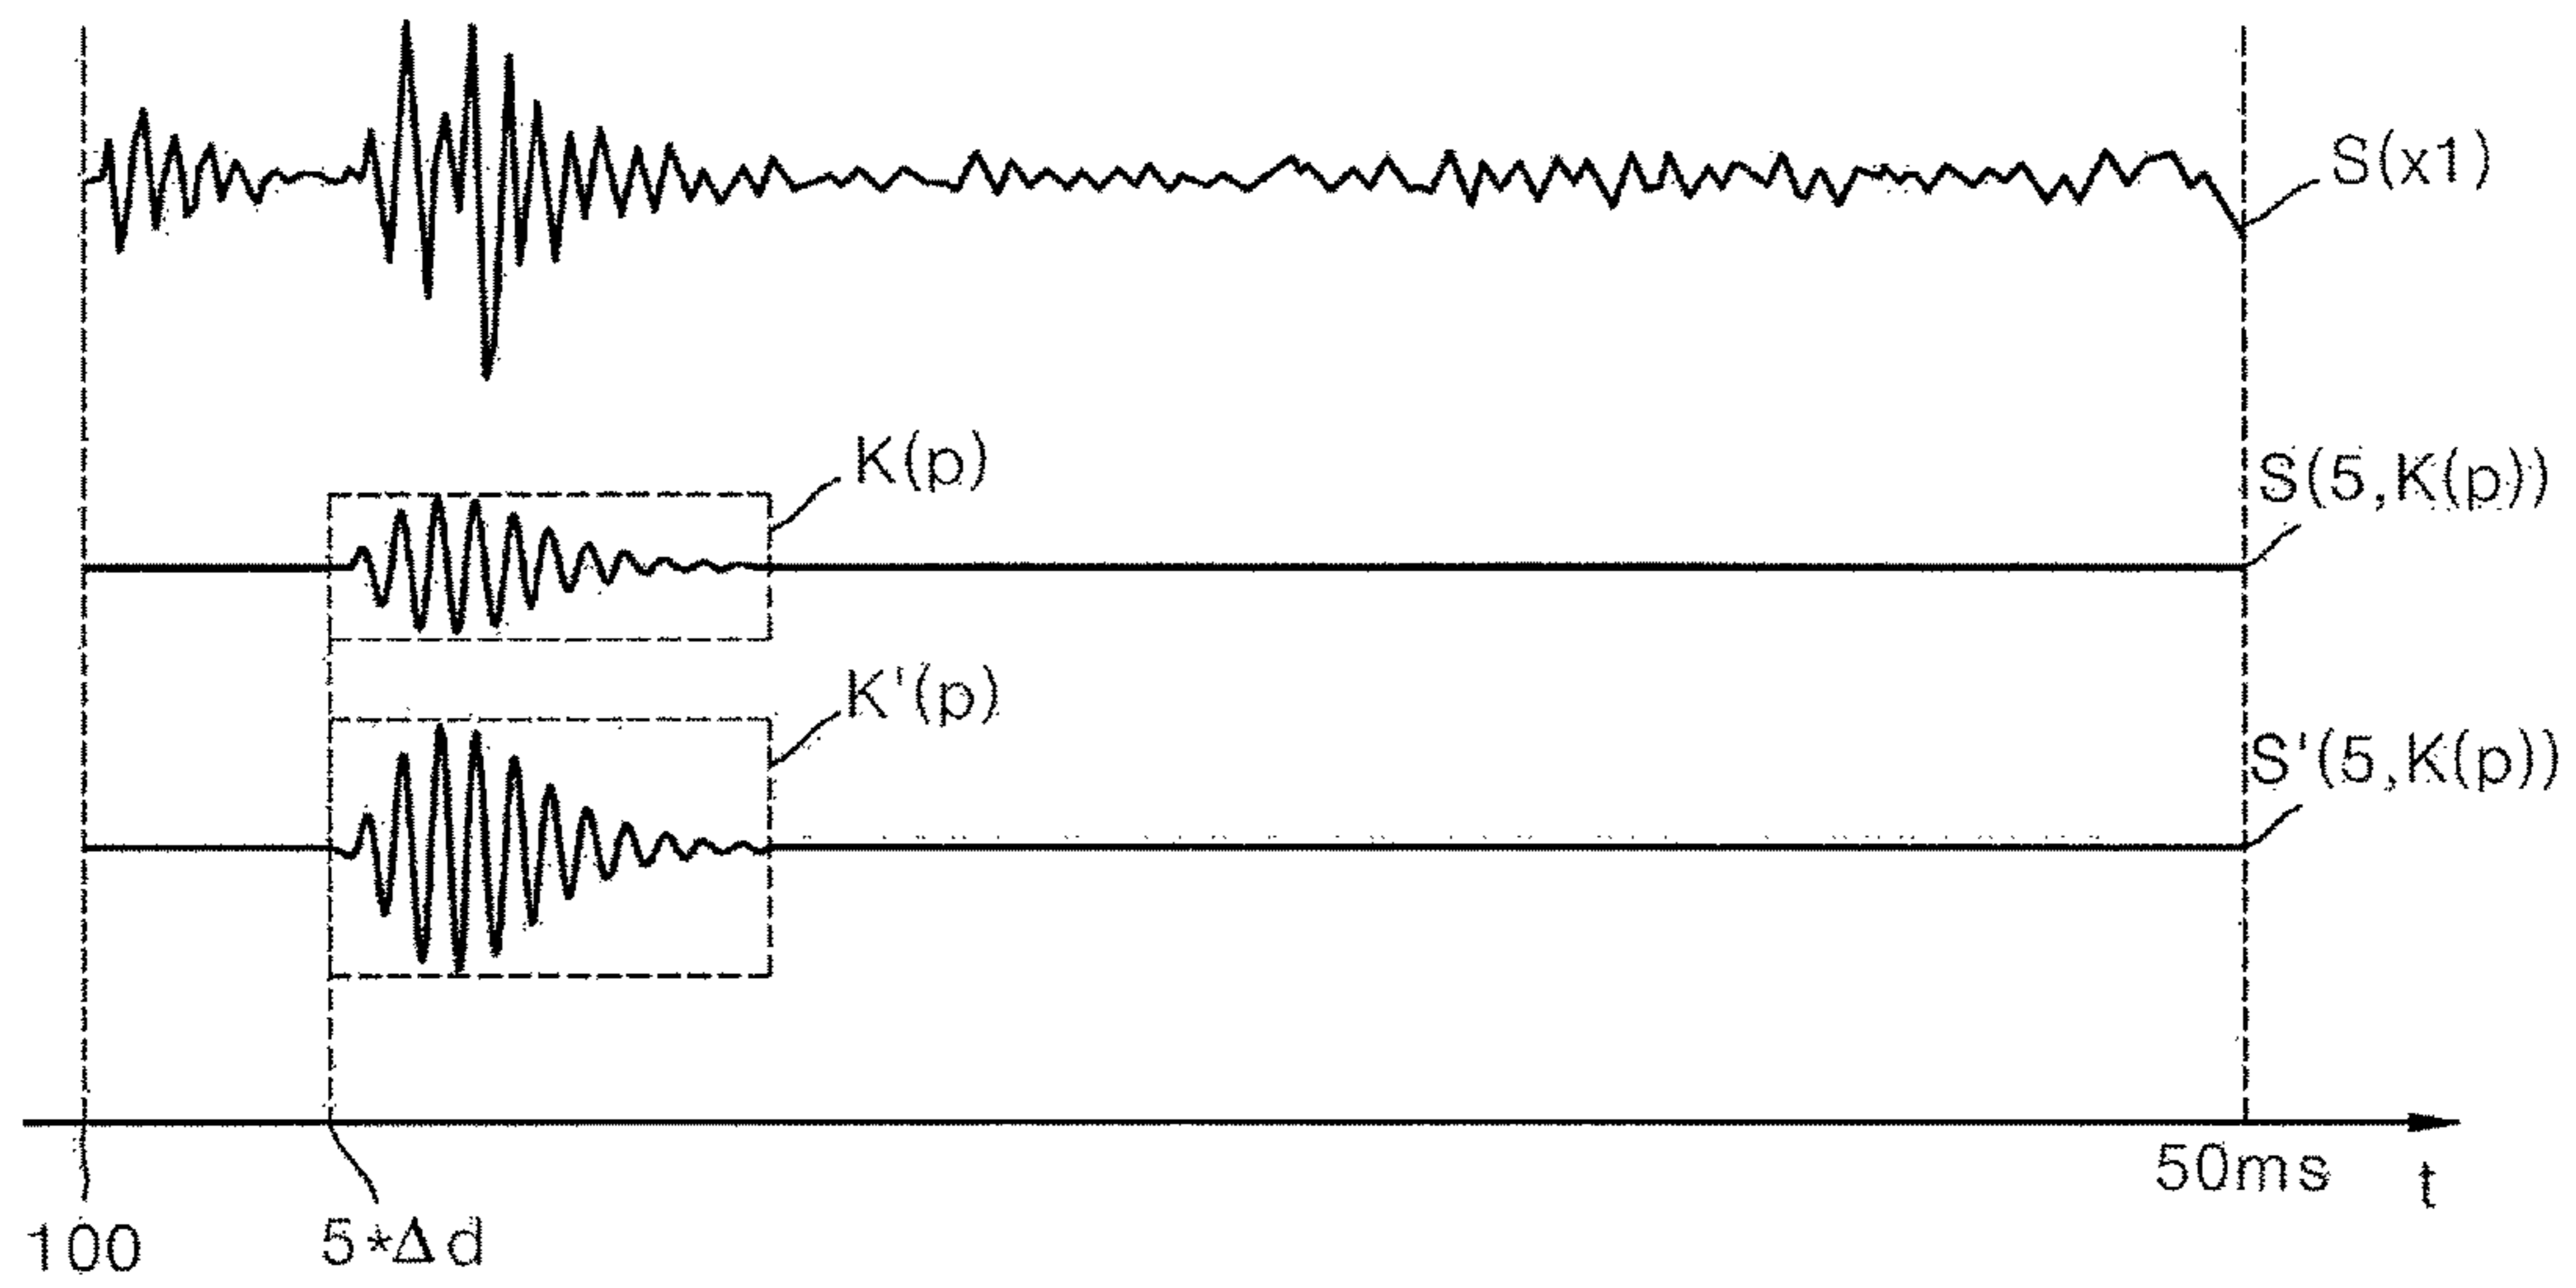 S(x1)
K(p)
S(5,K(p))
K'(p)
S'(5,K(p))
50ms
t
100
5*Δd